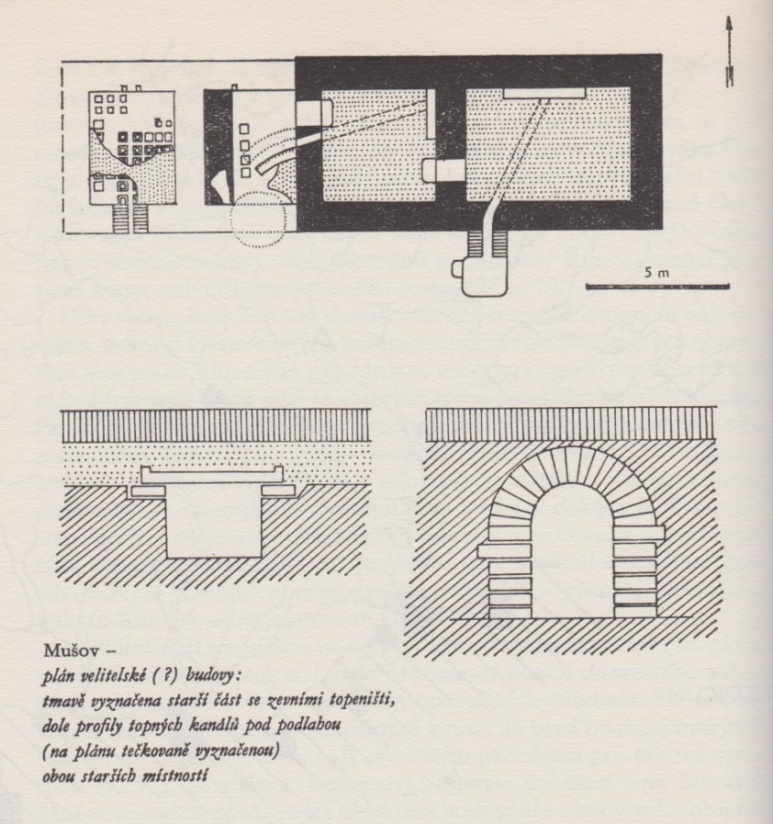 N
5 m
Mušov –
plán velitelské (?) budovy:
tmavě vyznačena starší část se zevními topeništi,
dole profily topných kanálů pod podlahou
(na plánu tečkovaně vyznačenou)
obou starších místností